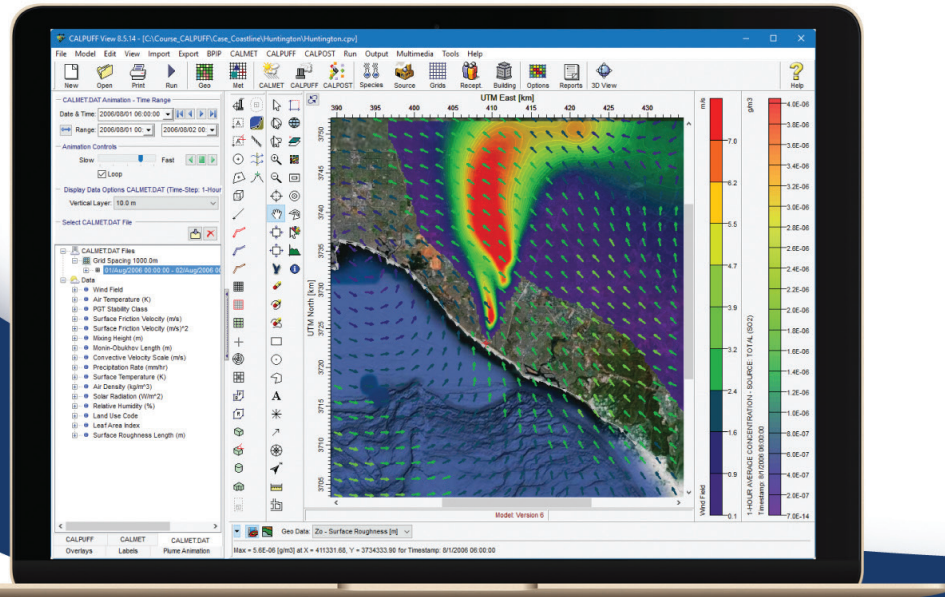 CALPUFF View 8.5.14 - [C:\Course_CALPUFF\Case_Coastline\Huntington\Huntington.cpv]
File Model Edit View Import Export BPIP CALMET CALPUFF CALPOST Run Output Multimedia Tools Help
New Open Print Run Geo Met CALMET CALPUFF CALPOST Species Source Grids Recept. Building Options Reports 3D View Help
CALMET.DAT Animation - Time Range
Date & Time: 2006/08/01 06:00:00
Range: 2006/08/01 00: 2006/08/02 00:
Animation Controls
Slow Fast
Loop
Display Data Options CALMET.DAT (Time-Step: 1-Hour
Vertical Layer: 10.0 m
Select CALMET.DAT File
CALMET.DAT Files
Grid Spacing 1000.0m
01/Aug/2006 00:00:00 - 02/Aug/2006 00
Data
Wind Field
Air Temperature (K)
PGT Stability Class
Surface Friction Velocity (m/s)
Surface Friction Velocity (m/s)^2
Mixing Height (m)
Monin-Obukhov Length (m)
Convective Velocity Scale (m/s)
Precipitation Rate (mm/hr)
Surface Temperature (K)
Air Density (kg/m^3)
Solar Radiation (W/m^2)
Relative Humidity (%)
Land Use Code
Leaf Area Index
Surface Roughness Length (m)
CALPUFF CALMET CALMET.DAT
Overlays Labels Plume Animation
UTM East [km]
390 395 400 405 410 415 420 425 430
UTM North [km]
3750
3745
3740
3735
3730
3725
3720
3715
3710
3705
Model: Version 6
Geo Data: Zo - Surface Roughness [m]
Max = 5.6E-06 [g/m3] at X = 411331.68, Y = 3734333.90 for Timestamp: 8/1/2006 06:00:00
m/s
7.0
6.2
5.5
4.7
3.9
3.2
2.4
1.6
0.9
0.1
Wind Field
g/m3
4.0E-06
3.8E-06
3.6E-06
3.4E-06
3.2E-06
3.0E-06
2.8E-06
2.6E-06
2.4E-06
2.2E-06
2.0E-06
1.8E-06
1.6E-06
1.4E-06
1.2E-06
1.0E-06
8.0E-07
6.0E-07
4.0E-07
2.0E-07
7.0E-14
1-HOUR AVERAGE CONCENTRATION - SOURCE: TOTAL (SO2)
Timestamp: 8/1/2006 06:00:00